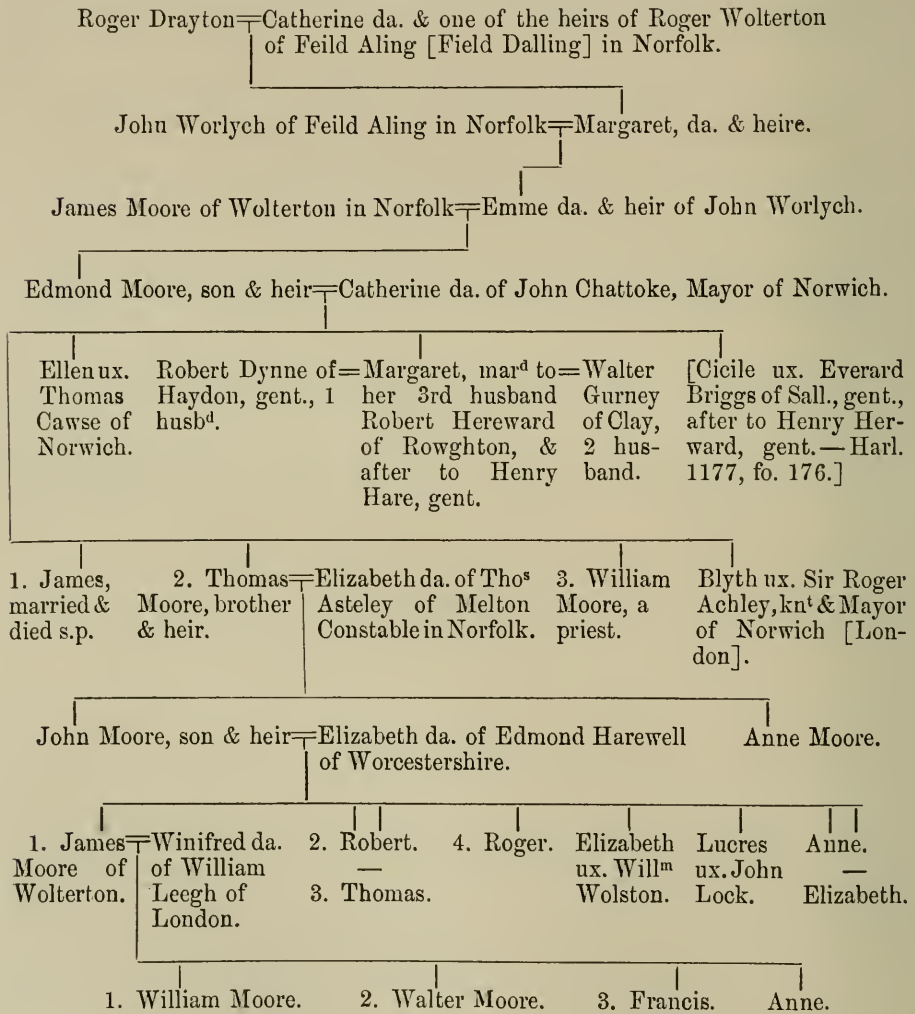 Roger Drayton=Catherine da. & one of the heirs of Roger Wolterton
of Feild Aling [Field Dalling] in Norfolk.
John Worlych of Feild Aling in Norfolk=Margaret, da. & heire.
James Moore of Wolterton in Norfolk=Emme da. & heir of John Worlych.
Edmond Moore, son & heir=Catherine da. of John Chattoke, Mayor of Norwich.
Ellen ux.
Thomas
Cawse of
Norwich.
Robert Dynne of=
Haydon, gent., 1
husbᵈ.
Margaret, marᵈ to=
her 3rd husband
Robert Hereward
of Rowghton, &
after to Henry
Hare, gent.
Walter
Gurney
of Clay,
2 hus-
band.
[Cicile ux. Everard
Briggs of Sall., gent.,
after to Henry Her-
ward, gent.—Harl.
1177, fo. 176.]
1. James,
married &
died s.p.
2. Thomas=
Moore, brother
& heir.
Elizabeth da. of Thoˢ
Asteley of Melton
Constable in Norfolk.
3. William
Moore, a
priest.
Blyth ux. Sir Roger
Achley, knᵗ & Mayor
of Norwich [Lon-
don].
John Moore, son & heir=Elizabeth da. of Edmond Harewell
of Worcestershire.
Anne Moore.
1. James=
Moore of
Wolterton.
Winifred da.
of William
Leegh of
London.
2. Robert.
—
3. Thomas.
4. Roger.
Elizabeth
ux. Willᵐ
Wolston.
Lucres
ux. John
Lock.
Anne.
—
Elizabeth.
1. William Moore. 2. Walter Moore. 3. Francis. Anne.